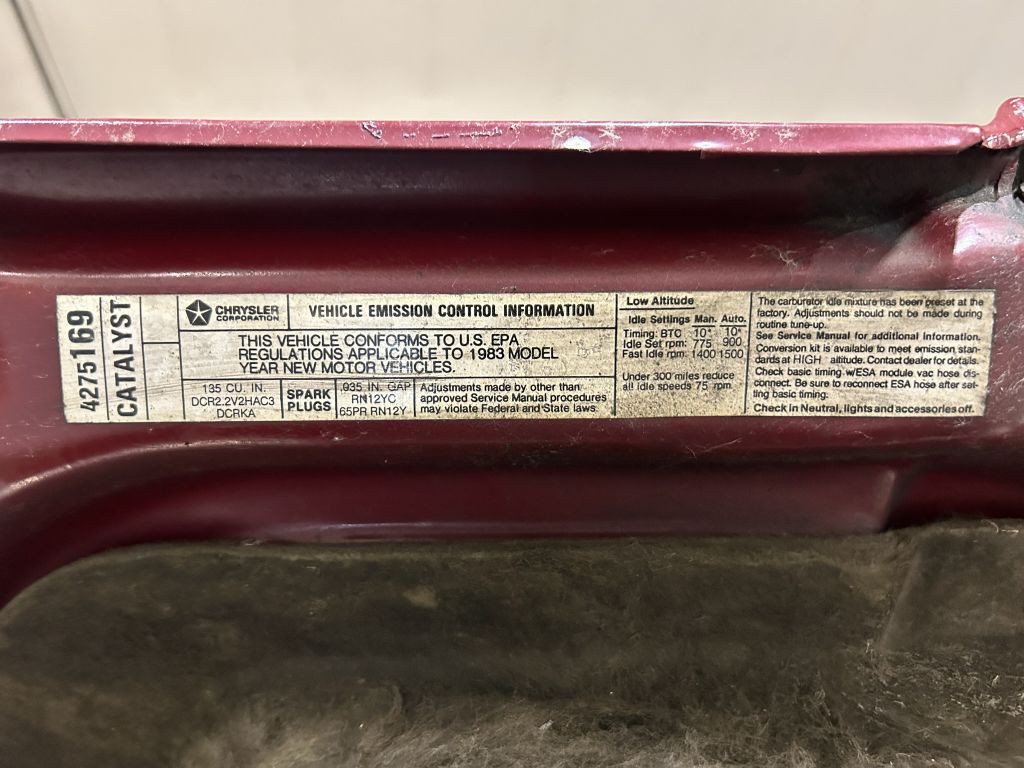 4275169
CATALYST
CHRYSLER
CORPORATION
VEHICLE EMISSION CONTROL INFORMATION
THIS VEHICLE CONFORMS TO U.S. EPA
REGULATIONS APPLICABLE TO 1983 MODEL
YEAR NEW MOTOR VEHICLES.
135 CU. IN.
DCR2.2V2HAC3
DCRKA
SPARK
PLUGS
.035 IN. GAP
RN12YC
65PR RN12Y
Adjustments made by other than
approved Service Manual procedures
may violate Federal and State laws.
Low Altitude
Idle Settings Man. Auto.
Timing: BTC 10° 10°
Idle Set rpm: 775 900
Fast Idle rpm: 1400 1500
Under 300 miles reduce
all idle speeds 75 rpm
The carburetor idle mixture has been preset at the
factory. Adjustments should not be made during
routine tune-up.
See Service Manual for additional information.
Conversion kit is available to meet emission stan-
dards at HIGH altitude. Contact dealer for details.
Check basic timing w/ESA module vac hose dis-
connect. Be sure to reconnect ESA hose after set-
ting basic timing.
Check in Neutral, lights and accessories off.